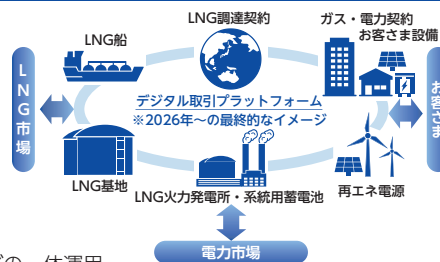 LNG調達契約
ガス・電力契約
お客さま設備
LNG船
LNG市場
デジタル取引プラットフォーム
※2026年~の最終的なイメージ
お客さま
LNG基地
LNG火力発電所・系統用蓄電池
再エネ電源
電力市場